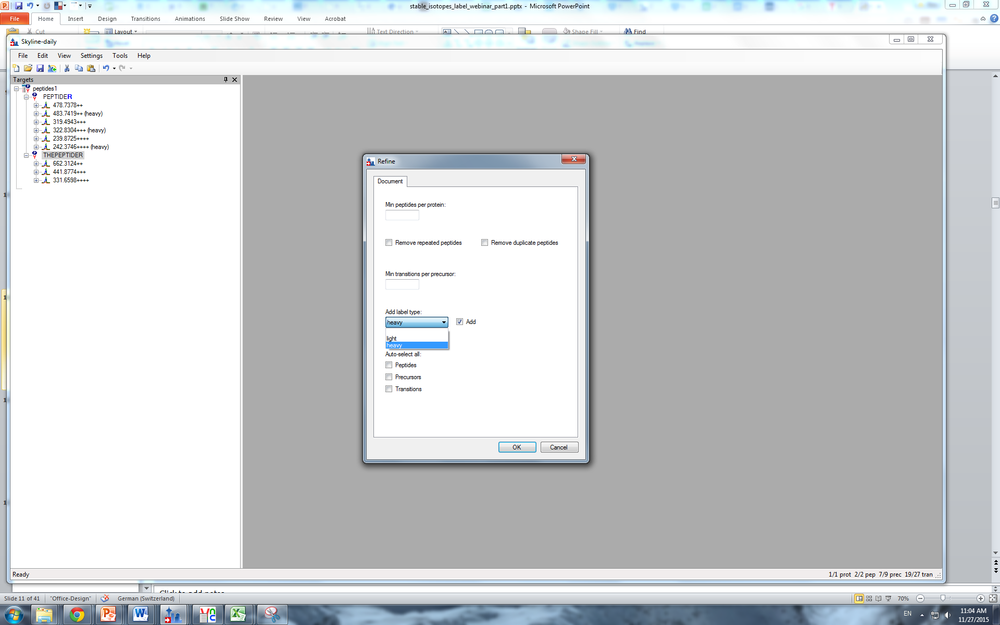 stable_isotopes_label_webinar_part1.pptx - Microsoft PowerPoint
File Home Insert Design Transitions Animations Slide Show Review View Acrobat
Cut Layout Text Direction Shape Fill Find
Skyline-daily
File Edit View Settings Tools Help
Targets
peptides1
PEPTIDER
478.7378++
483.7419++ (heavy)
319.4943+++
322.8304+++ (heavy)
239.8725++++
242.3746++++ (heavy)
THEPEPTIDER
662.3124++
441.8774+++
331.6598++++
Refine
Document
Min peptides per protein:
Remove repeated peptides Remove duplicate peptides
Min transitions per precursor:
Add label type:
heavy Add
light
heavy
Auto-select all:
Peptides
Precursors
Transitions
OK Cancel
Ready 1/1 prot 2/2 pep 7/9 prec 19/27 tran
Slide 11 of 41 "Office-Design" German (Switzerland) 70%
EN 11:04 AM
11/27/2015